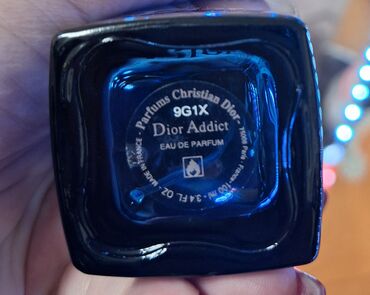 - Parfums Christian Dior -
75008 Paris France
100 ml - 3.4 FL. OZ - MADE IN FRANCE
9G1X
Dior Addict
EAU DE PARFUM